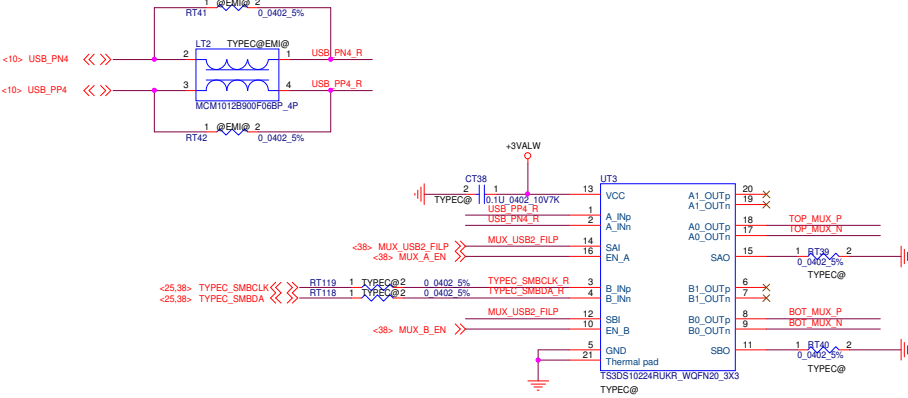 1 @EMI@ 2
RT41 0_0402_5%
LT2 TYPEC@EMI@
<10> USB_PN4 2 1 USB_PN4_R
<10> USB_PP4 3 4 USB_PP4_R
MCM1012B900F06BP_4P
1 @EMI@ 2
RT42 0_0402_5%
+3VALW
CT38
2 1
TYPEC@ 0.1U_0402_10V7K
UT3
13 VCC A1_OUTp 20
A1_OUTn 19
USB_PP4_R 1 A_INp
USB_PN4_R 2 A_INn
A0_OUTp 18 TOP_MUX_P
A0_OUTn 17 TOP_MUX_N
<38> MUX_USB2_FILP 14 SAI
<38> MUX_A_EN 16 EN_A
SAO 15 1 RT39 2
0_0402_5%
TYPEC@
<25,38> TYPEC_SMBCLK RT119 1 TYPEC@ 2 0_0402_5% TYPEC_SMBCLK_R 3 B_INp B1_OUTp 6
<25,38> TYPEC_SMBDA RT118 1 TYPEC@ 2 0_0402_5% TYPEC_SMBDA_R 4 B_INn B1_OUTn 7
MUX_USB2_FILP 12 SBI B0_OUTp 8 BOT_MUX_P
<38> MUX_B_EN 10 EN_B B0_OUTn 9 BOT_MUX_N
5 GND SBO 11 1 RT40 2
21 Thermal pad 0_0402_5%
TYPEC@
TS3DS10224RUKR_WQFN20_3X3
TYPEC@